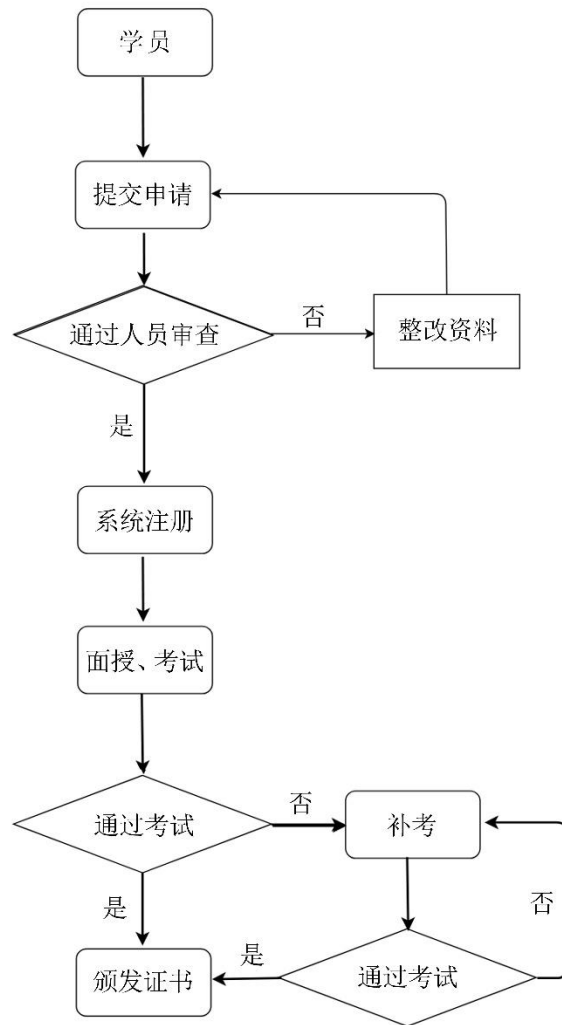 学员
提交申请
通过人员审查
否
整改资料
是
系统注册
面授、考试
通过考试
否
补考
是
否
颁发证书
是
通过考试